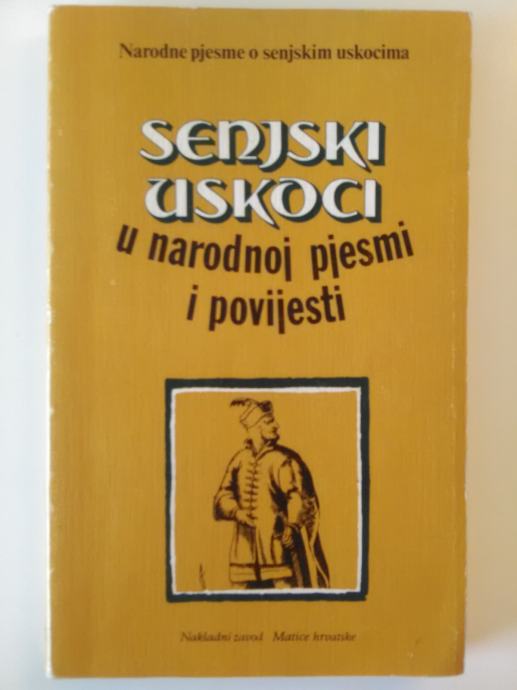 Narodne pjesme o senjskim uskocima
SENJSKI
USKOCI
u narodnoj pjesmi
i povijesti
Nakladni zavod Matice hrvatske